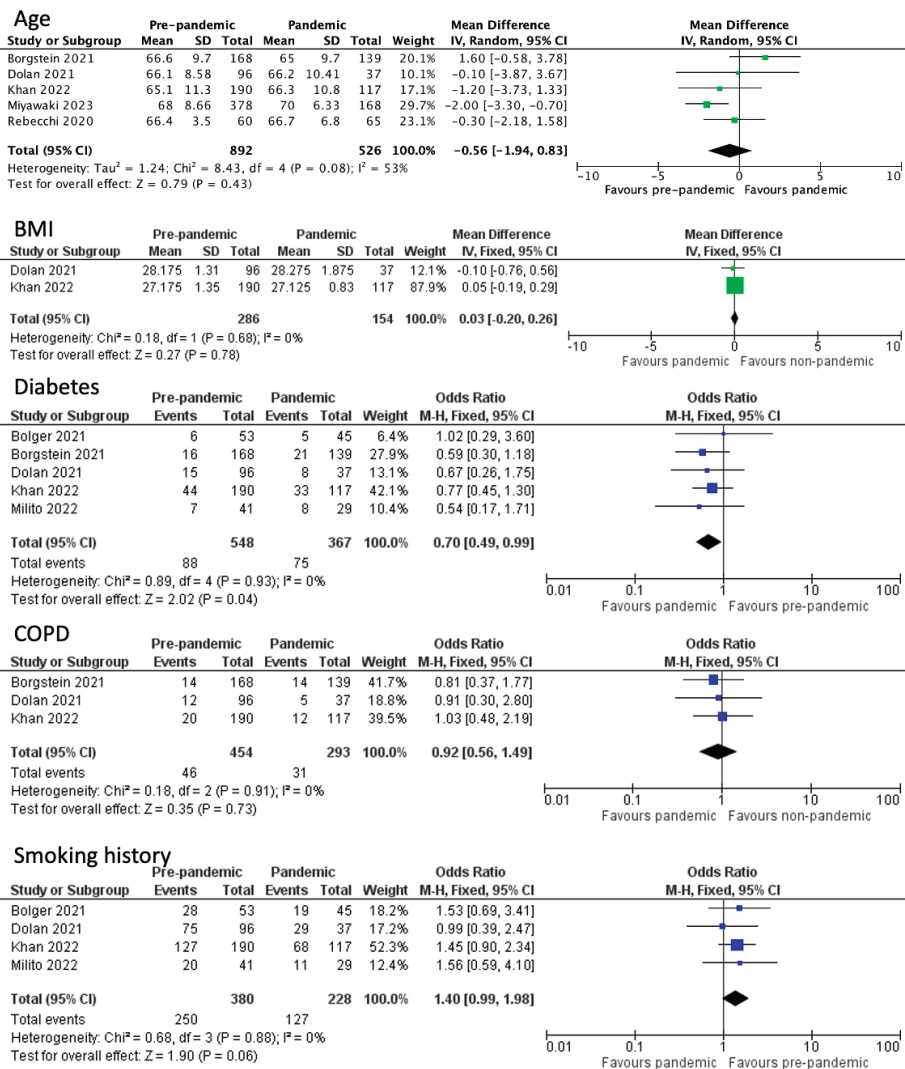 Age
Pre-pandemic Pandemic Mean Difference Mean Difference
Study or Subgroup Mean SD Total Mean SD Total Weight IV, Random, 95% CI IV, Random, 95% CI
Borgstein 2021 66.6 9.7 168 65 9.7 139 20.1% 1.60 [-0.58, 3.78]
Dolan 2021 66.1 8.58 96 66.2 10.41 37 10.1% -0.10 [-3.87, 3.67]
Khan 2022 65.1 11.3 190 66.3 10.8 117 17.1% -1.20 [-3.73, 1.33]
Miyawaki 2023 68 8.66 378 70 6.33 168 29.7% -2.00 [-3.30, -0.70]
Rebecchi 2020 66.4 3.5 60 66.7 6.8 65 23.1% -0.30 [-2.18, 1.58]
Total (95% CI) 892 526 100.0% -0.56 [-1.94, 0.83]
Heterogeneity: Tau² = 1.24; Chi² = 8.43, df = 4 (P = 0.08); I² = 53%
Test for overall effect: Z = 0.79 (P = 0.43)
-10 -5 0 5 10
Favours pre-pandemic Favours pandemic
BMI
Pre-pandemic Pandemic Mean Difference Mean Difference
Study or Subgroup Mean SD Total Mean SD Total Weight IV, Fixed, 95% CI IV, Fixed, 95% CI
Dolan 2021 28.175 1.31 96 28.275 1.875 37 12.1% -0.10 [-0.76, 0.56]
Khan 2022 27.175 1.35 190 27.125 0.83 117 87.9% 0.05 [-0.19, 0.29]
Total (95% CI) 286 154 100.0% 0.03 [-0.20, 0.26]
Heterogeneity: Chi² = 0.18, df = 1 (P = 0.68); I² = 0%
Test for overall effect: Z = 0.27 (P = 0.78)
-10 -5 0 5 10
Favours pandemic Favours non-pandemic
Diabetes
Pre-pandemic Pandemic Odds Ratio Odds Ratio
Study or Subgroup Events Total Events Total Weight M-H, Fixed, 95% CI M-H, Fixed, 95% CI
Bolger 2021 6 53 5 45 6.4% 1.02 [0.29, 3.60]
Borgstein 2021 16 168 21 139 27.9% 0.59 [0.30, 1.18]
Dolan 2021 15 96 8 37 13.1% 0.67 [0.26, 1.75]
Khan 2022 44 190 33 117 42.1% 0.77 [0.45, 1.30]
Milito 2022 7 41 8 29 10.4% 0.54 [0.17, 1.71]
Total (95% CI) 548 367 100.0% 0.70 [0.49, 0.99]
Total events 88 75
Heterogeneity: Chi² = 0.89, df = 4 (P = 0.93); I² = 0%
Test for overall effect: Z = 2.02 (P = 0.04)
0.01 0.1 1 10 100
Favours pandemic Favours pre-pandemic
COPD
Pre-pandemic Pandemic Odds Ratio Odds Ratio
Study or Subgroup Events Total Events Total Weight M-H, Fixed, 95% CI M-H, Fixed, 95% CI
Borgstein 2021 14 168 14 139 41.7% 0.81 [0.37, 1.77]
Dolan 2021 12 96 5 37 18.8% 0.91 [0.30, 2.80]
Khan 2022 20 190 12 117 39.5% 1.03 [0.48, 2.19]
Total (95% CI) 454 293 100.0% 0.92 [0.56, 1.49]
Total events 46 31
Heterogeneity: Chi² = 0.18, df = 2 (P = 0.91); I² = 0%
Test for overall effect: Z = 0.35 (P = 0.73)
0.01 0.1 1 10 100
Favours pandemic Favours non-pandemic
Smoking history
Pre-pandemic Pandemic Odds Ratio Odds Ratio
Study or Subgroup Events Total Events Total Weight M-H, Fixed, 95% CI M-H, Fixed, 95% CI
Bolger 2021 28 53 19 45 18.2% 1.53 [0.69, 3.41]
Dolan 2021 75 96 29 37 17.2% 0.99 [0.39, 2.47]
Khan 2022 127 190 68 117 52.3% 1.45 [0.90, 2.34]
Milito 2022 20 41 11 29 12.4% 1.56 [0.59, 4.10]
Total (95% CI) 380 228 100.0% 1.40 [0.99, 1.98]
Total events 250 127
Heterogeneity: Chi² = 0.68, df = 3 (P = 0.88); I² = 0%
Test for overall effect: Z = 1.90 (P = 0.06)
0.01 0.1 1 10 100
Favours pandemic Favours pre-pandemic